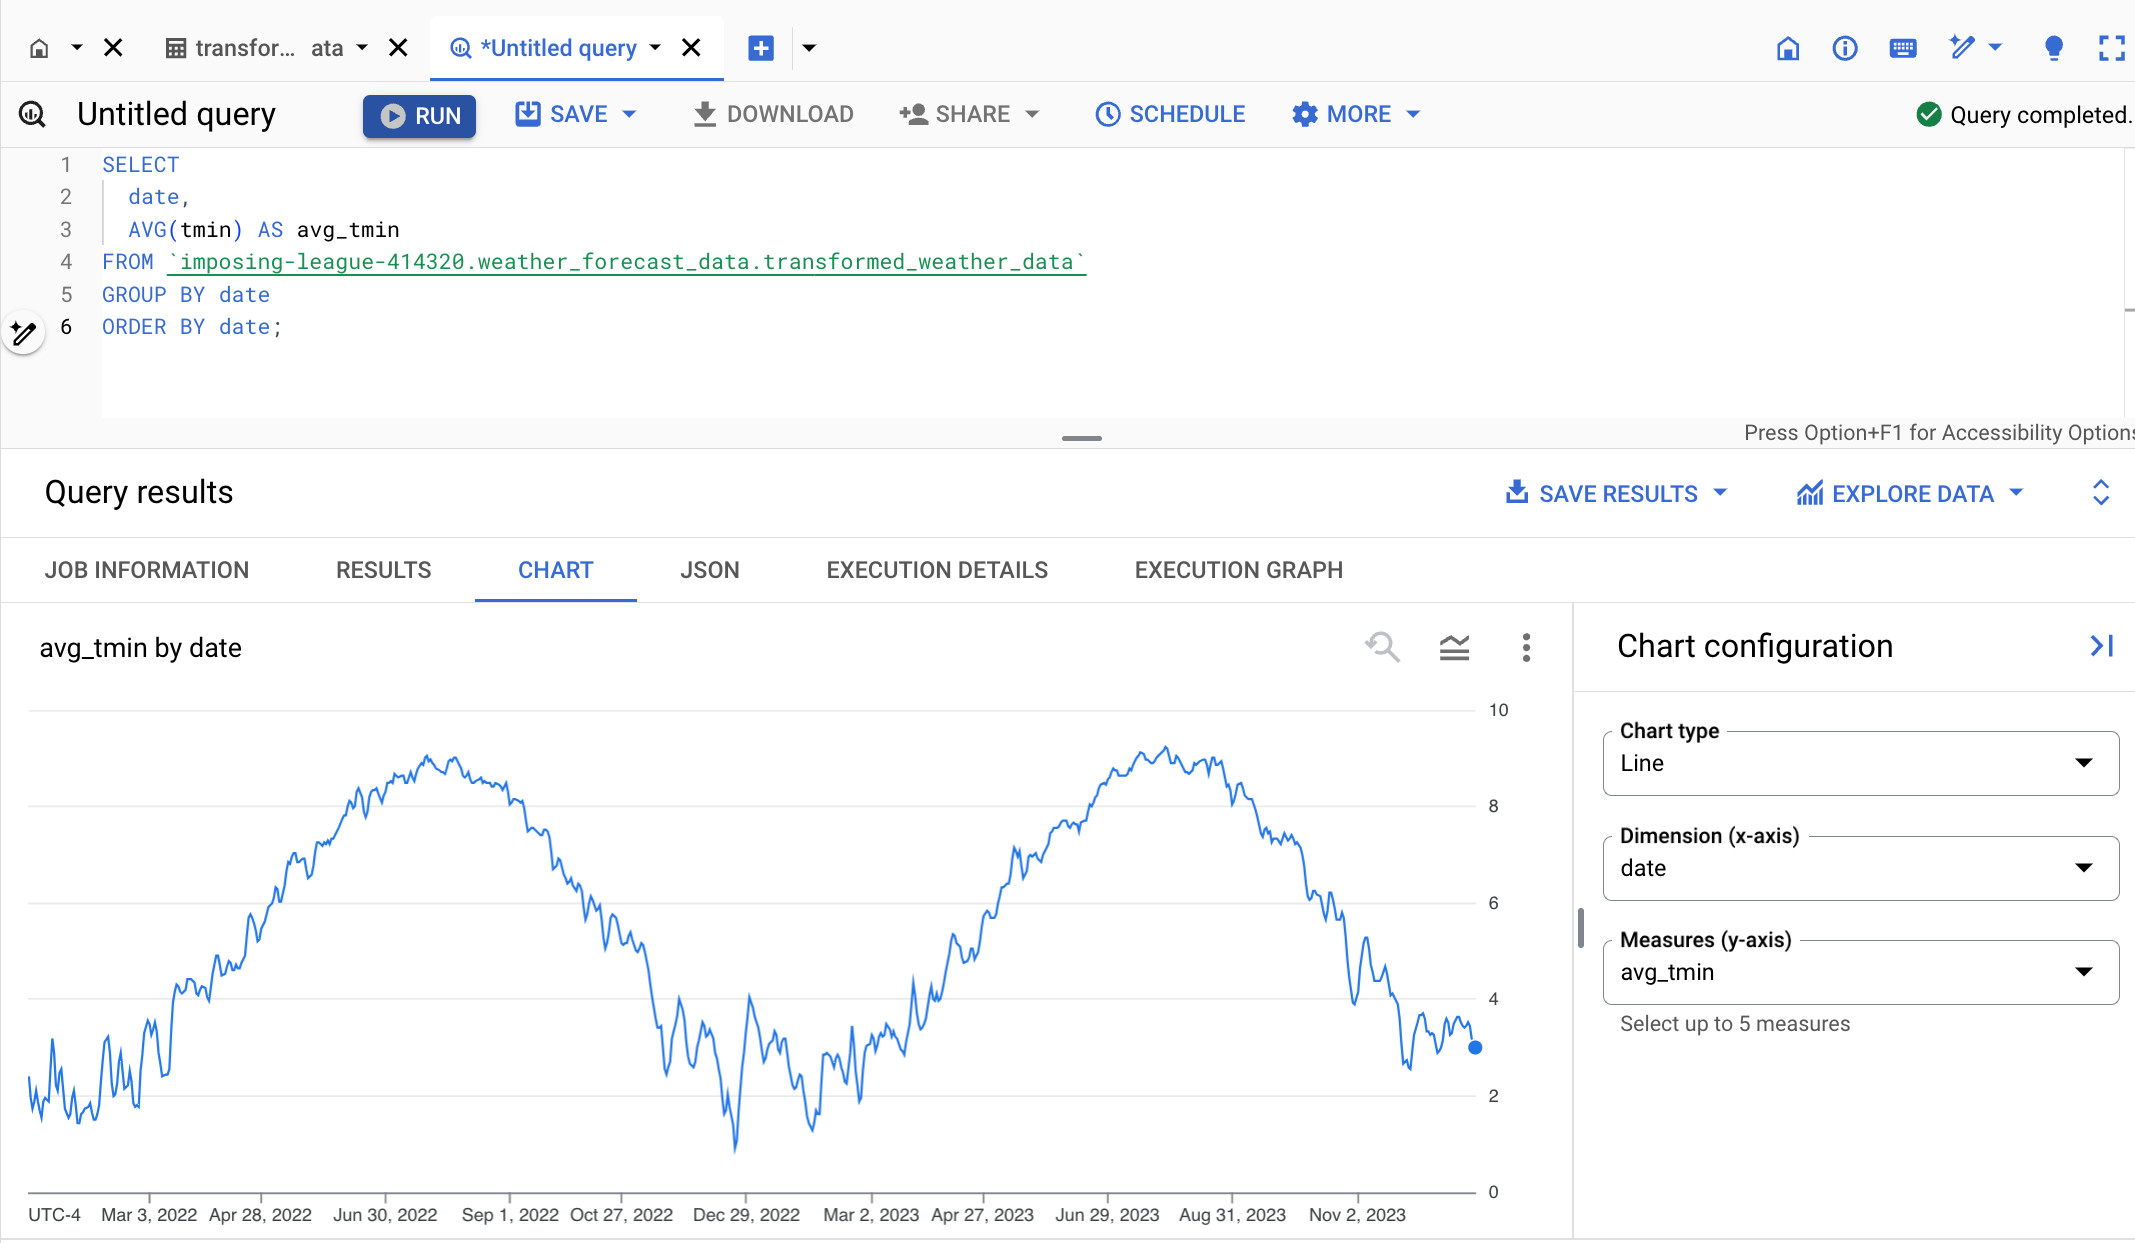 transfor... ata
*Untitled query
Untitled query
RUN
SAVE
DOWNLOAD
SHARE
SCHEDULE
MORE
Query completed.
1 SELECT
2 date,
3 AVG(tmin) AS avg_tmin
4 FROM `imposing-league-414320.weather_forecast_data.transformed_weather_data`
5 GROUP BY date
6 ORDER BY date;
Press Option+F1 for Accessibility Options
Query results
SAVE RESULTS
EXPLORE DATA
JOB INFORMATION
RESULTS
CHART
JSON
EXECUTION DETAILS
EXECUTION GRAPH
avg_tmin by date
10
8
6
4
2
0
UTC-4
Mar 3, 2022
Apr 28, 2022
Jun 30, 2022
Sep 1, 2022
Oct 27, 2022
Dec 29, 2022
Mar 2, 2023
Apr 27, 2023
Jun 29, 2023
Aug 31, 2023
Nov 2, 2023
Chart configuration
Chart type
Line
Dimension (x-axis)
date
Measures (y-axis)
avg_tmin
Select up to 5 measures